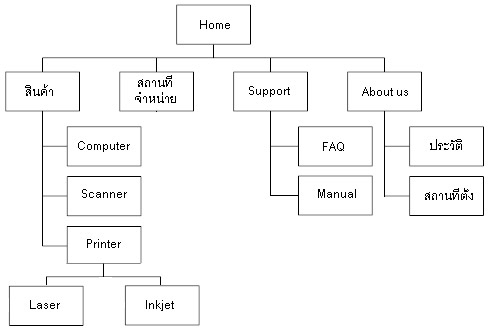 Home
สินค้า
สถานที่
จำหน่าย
Support
About us
Computer
FAQ
ประวัติ
Scanner
Manual
สถานที่ตั้ง
Printer
Laser
Inkjet